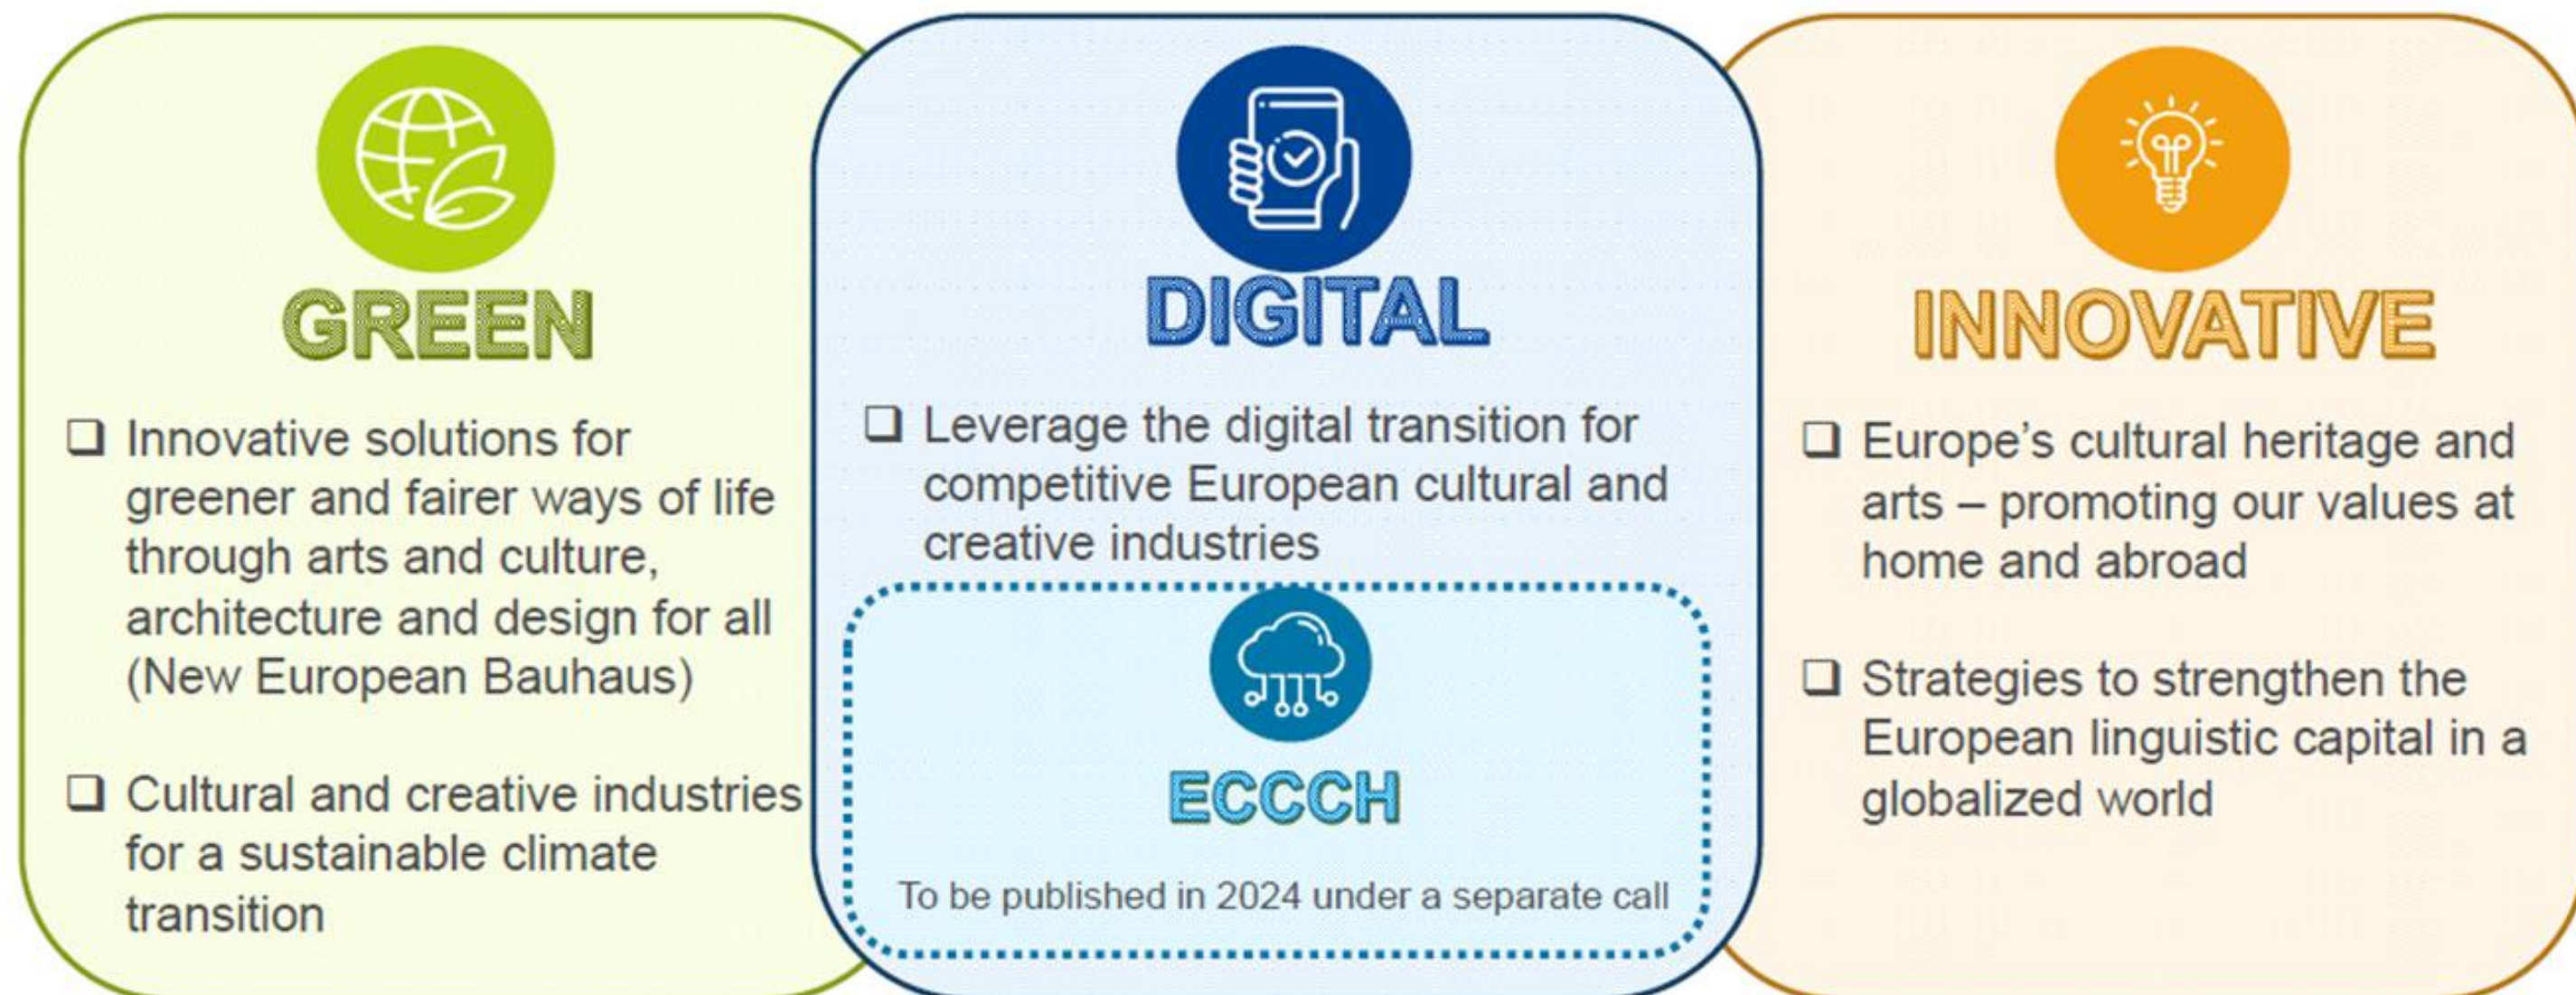 GREEN
❑ Innovative solutions for
greener and fairer ways of life
through arts and culture,
architecture and design for all
(New European Bauhaus)
❑ Cultural and creative industries
for a sustainable climate
transition
DIGITAL
❑ Leverage the digital transition for
competitive European cultural and
creative industries
ECCCH
To be published in 2024 under a separate call
INNOVATIVE
❑ Europe’s cultural heritage and
arts – promoting our values at
home and abroad
❑ Strategies to strengthen the
European linguistic capital in a
globalized world